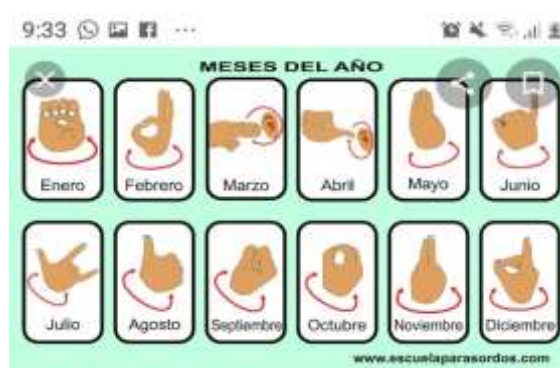 9:33
MESES DEL AÑO
Enero Febrero Marzo Abril Mayo Junio
Julio Agosto Septiembre Octubre Noviembre Diciembre
www.escuelaparasordos.com